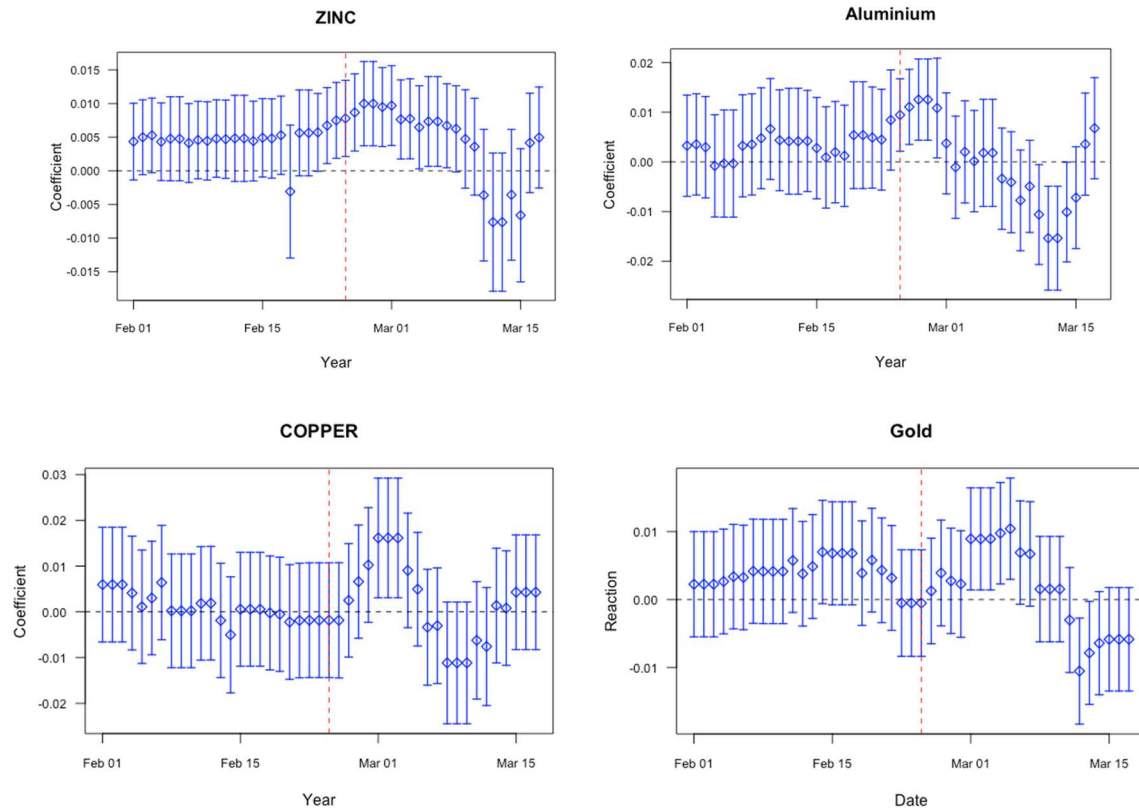 ZINC
Coefficient
0.015
0.010
0.005
0.000
-0.005
-0.010
-0.015
Feb 01 Feb 15 Mar 01 Mar 15
Year
Aluminium
Coefficient
0.02
0.01
0.00
-0.01
-0.02
Feb 01 Feb 15 Mar 01 Mar 15
Year
COPPER
Coefficient
0.03
0.02
0.01
0.00
-0.01
-0.02
Feb 01 Feb 15 Mar 01 Mar 15
Year
Gold
Reaction
0.01
0.00
-0.01
Feb 01 Feb 15 Mar 01 Mar 15
Date